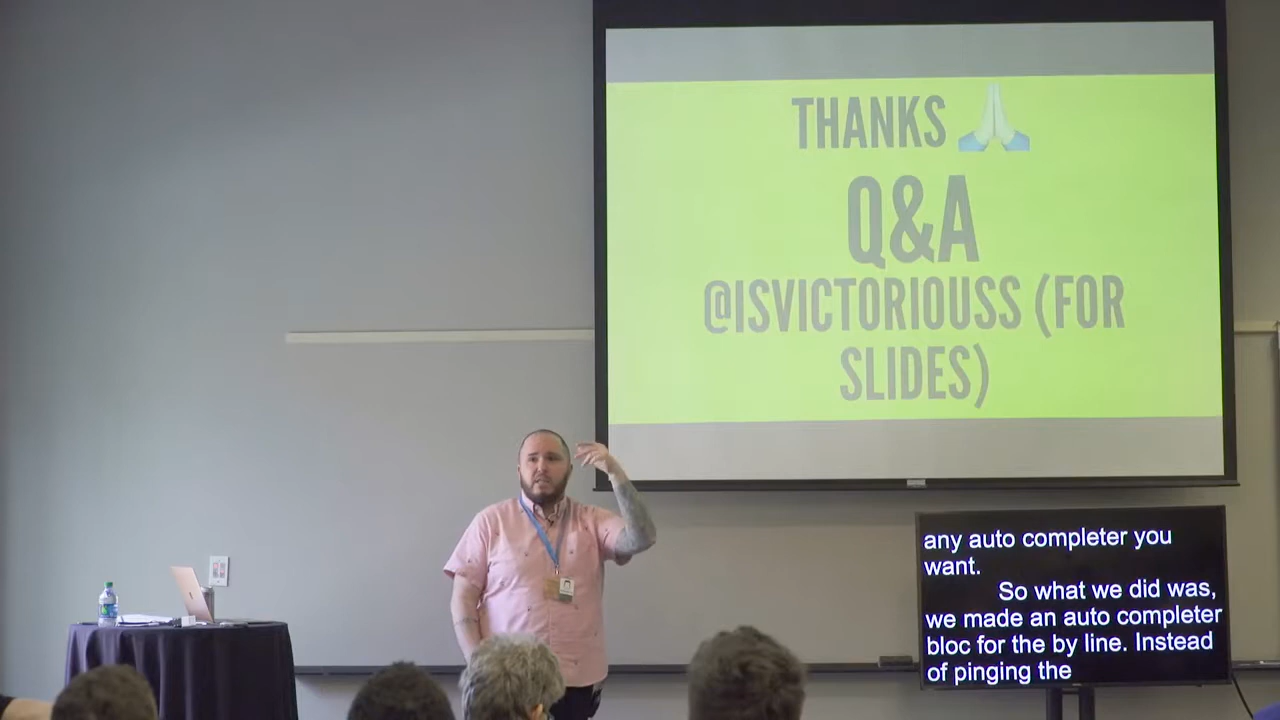 THANKS 🙏
Q&A
@ISVICTORIOUSS (FOR
SLIDES)
any auto completer you
want.
So what we did was,
we made an auto completer
bloc for the by line. Instead
of pinging the